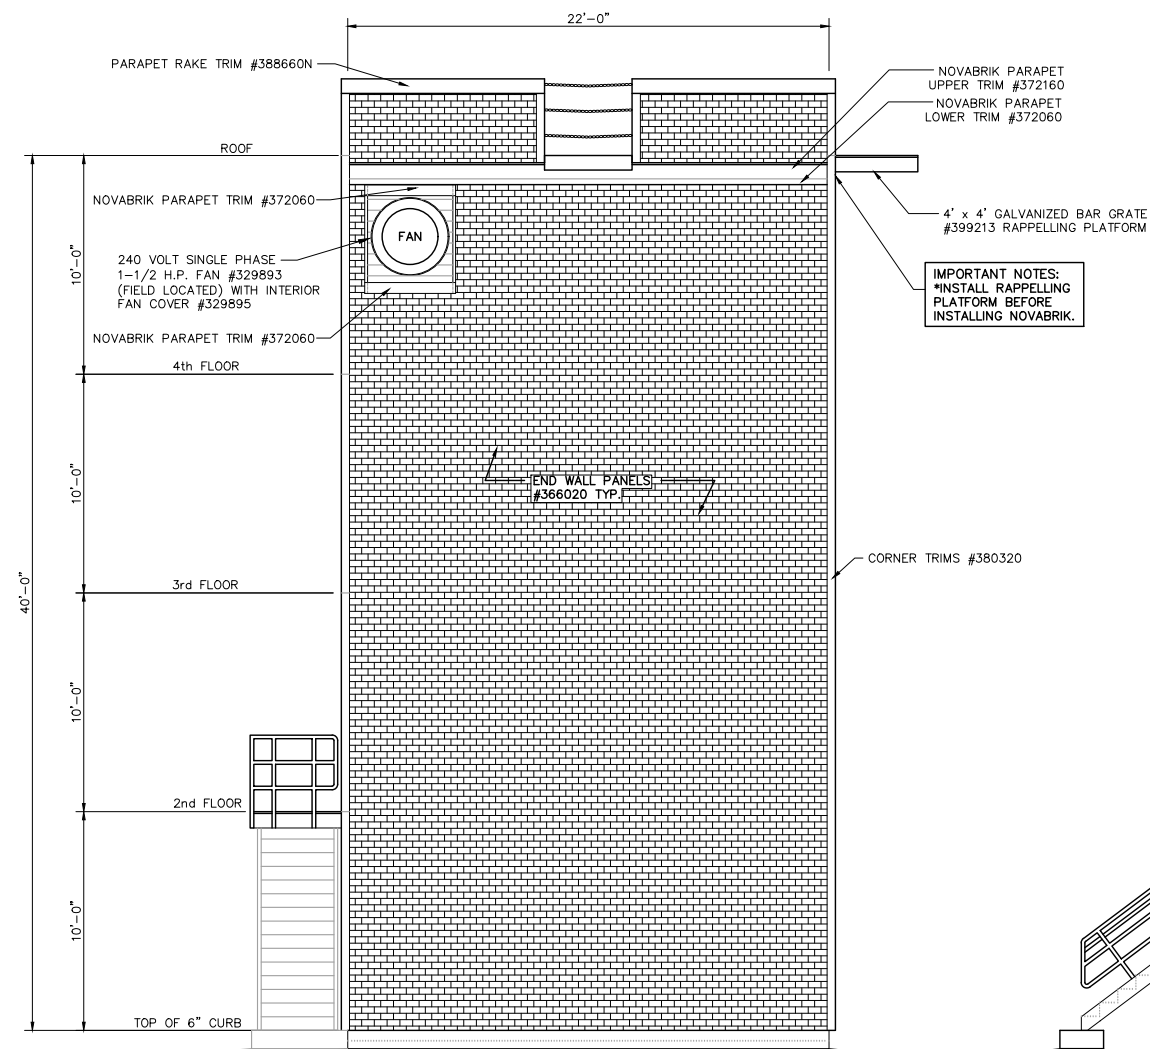 22'-0"
PARAPET RAKE TRIM #388660N
NOVABRIK PARAPET
UPPER TRIM #372160
NOVABRIK PARAPET
LOWER TRIM #372060
ROOF
NOVABRIK PARAPET TRIM #372060
4' x 4' GALVANIZED BAR GRATE
#399213 RAPPELLING PLATFORM
FAN
240 VOLT SINGLE PHASE
1-1/2 H.P. FAN #329893
(FIELD LOCATED) WITH INTERIOR
FAN COVER #329895
10'-0"
IMPORTANT NOTES:
*INSTALL RAPPELLING
PLATFORM BEFORE
INSTALLING NOVABRIK.
NOVABRIK PARAPET TRIM #372060
4th FLOOR
10'-0"
END WALL PANELS
#366020 TYP.
CORNER TRIMS #380320
3rd FLOOR
40'-0"
10'-0"
2nd FLOOR
10'-0"
TOP OF 6" CURB